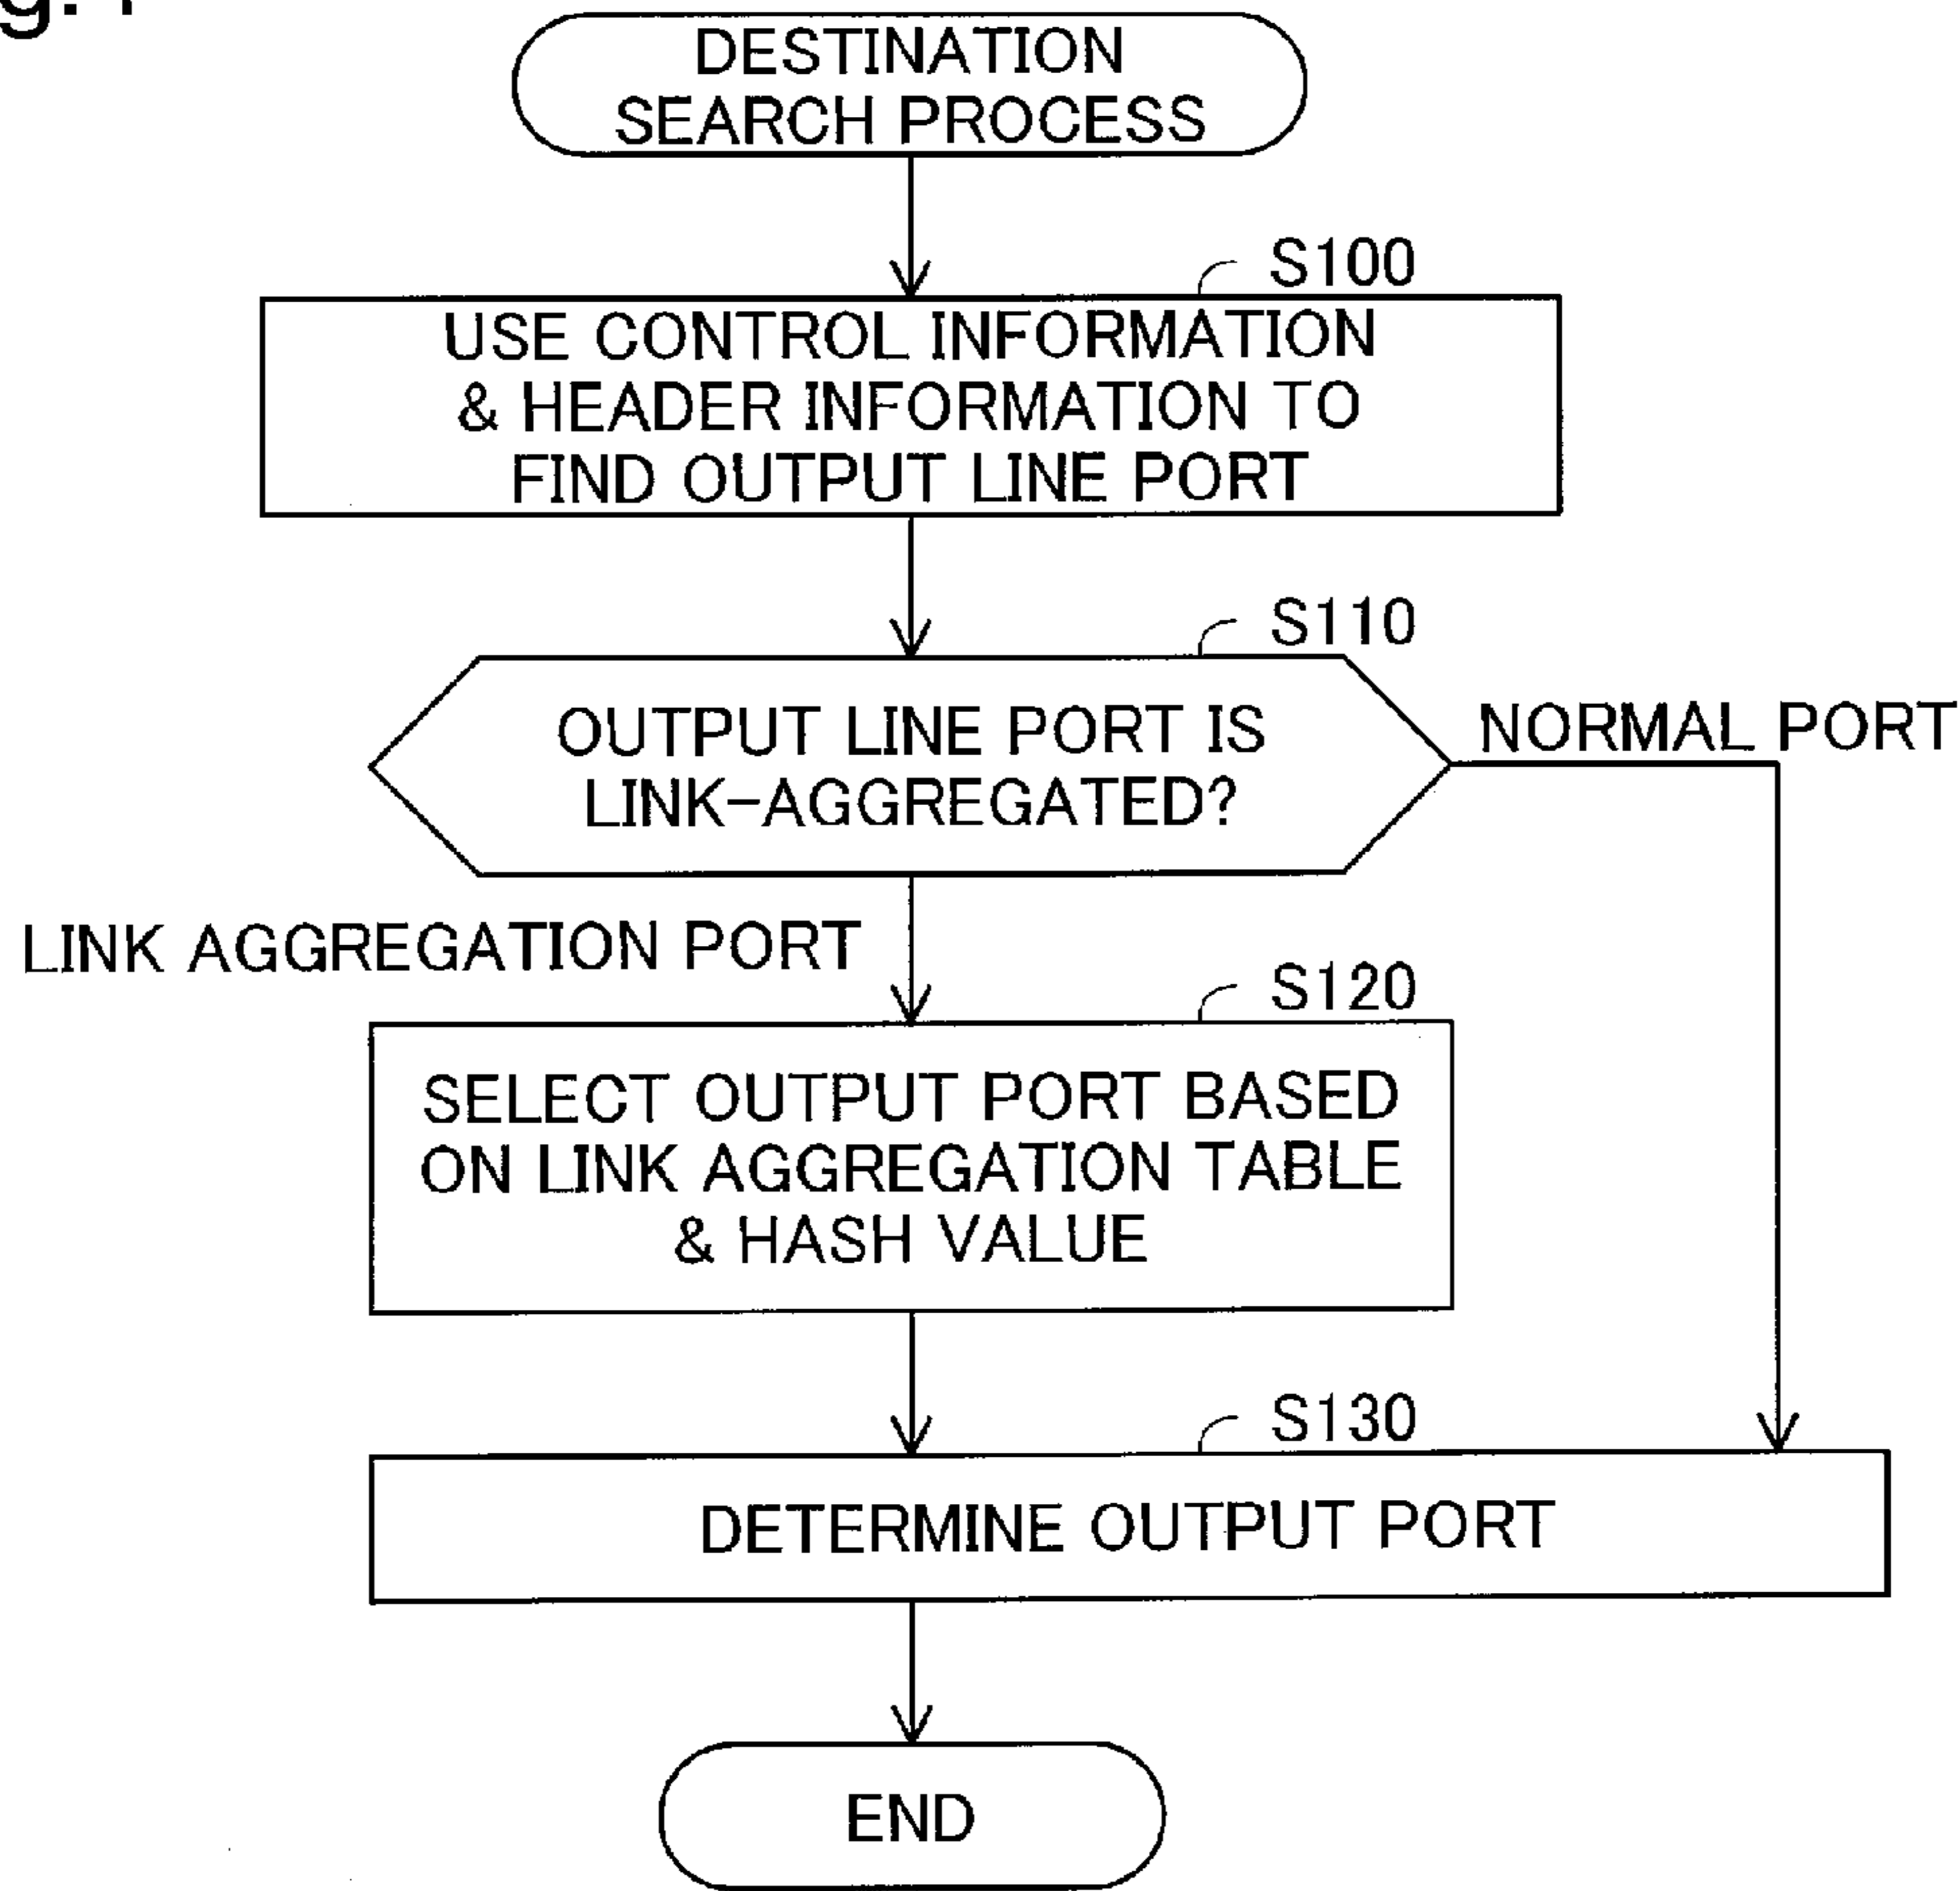 DESTINATION
SEARCH PROCESS
S100
USE CONTROL INFORMATION
& HEADER INFORMATION TO
FIND OUTPUT LINE PORT
S110
OUTPUT LINE PORT IS
LINK-AGGREGATED?
NORMAL PORT
LINK AGGREGATION PORT
S120
SELECT OUTPUT PORT BASED
ON LINK AGGREGATION TABLE
& HASH VALUE
S130
DETERMINE OUTPUT PORT
END